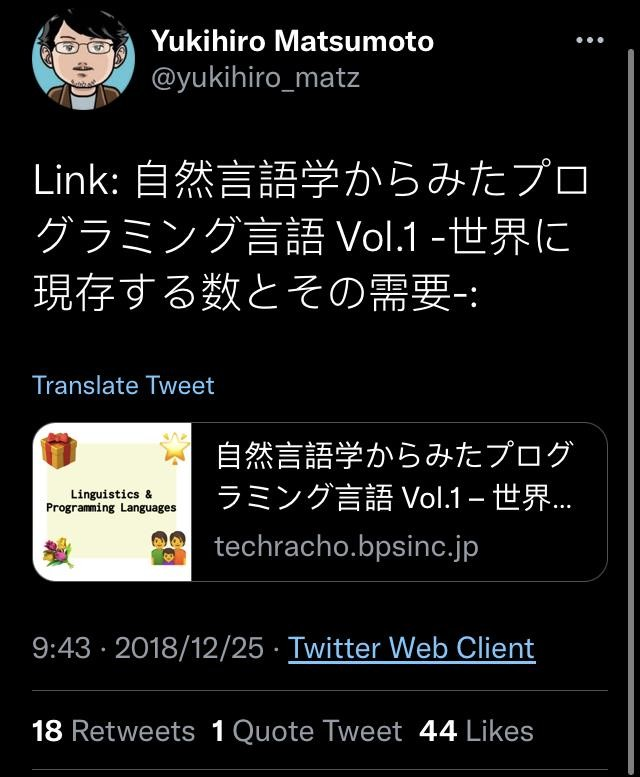 Yukihiro Matsumoto
@yukihiro_matz
Link: 自然言語学からみたプロ
グラミング言語 Vol.1 -世界に
現存する数とその需要-:
Translate Tweet
Linguistics &
Programming Languages
自然言語学からみたプログ
ラミング言語 Vol.1 – 世界...
techracho.bpsinc.jp
9:43 · 2018/12/25 · Twitter Web Client
18 Retweets 1 Quote Tweet 44 Likes